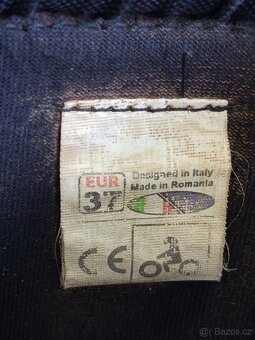 EUR
37
Designed in Italy
Made in Romania
CE
Bazos.cz